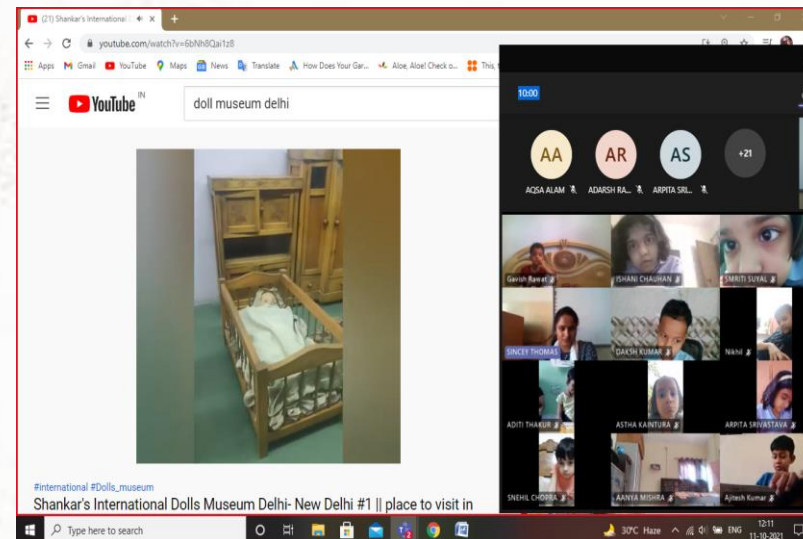 (21) Shankar's International
youtube.com/watch?v=6bNh8Qai1z8
Apps Gmail YouTube Maps News Translate How Does Your Gar... Aloe, Aloe! Check o... This,
YouTube IN
doll museum delhi
#international #Dolls_museum
Shankar's International Dolls Museum Delhi- New Delhi #1 || place to visit in
10:00
AA AR AS +21
AQSA ALAM ADARSH RA... ARPITA SRI...
Gavish Rawat ISHANI CHAUHAN SMRITI SUYAL
SINCEY THOMAS DAKSH KUMAR Nikhil
ADITI THAKUR ASTHA KAINTURA ARPITA SRIVASTAVA
SNEHIL CHOPRA AANYA MISHRA Ajitesh Kumar
Type here to search 30°C Haze ENG 12:11
11-10-2021